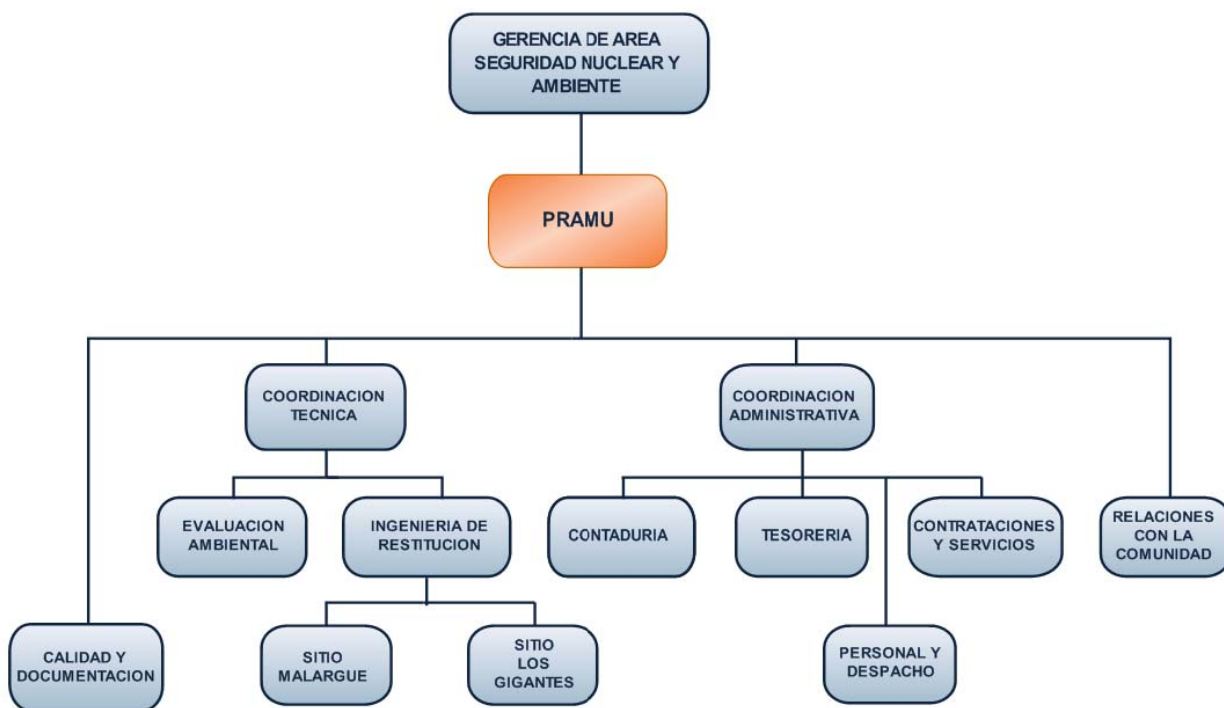 GERENCIA DE AREA
SEGURIDAD NUCLEAR Y
AMBIENTE
PRAMU
COORDINACION
TECNICA
COORDINACION
ADMINISTRATIVA
EVALUACION
AMBIENTAL
INGENIERIA DE
RESTITUCION
CONTADURIA
TESORERIA
CONTRATACIONES
Y SERVICIOS
RELACIONES
CON LA
COMUNIDAD
CALIDAD Y
DOCUMENTACION
SITIO
MALARGUE
SITIO
LOS
GIGANTES
PERSONAL Y
DESPACHO